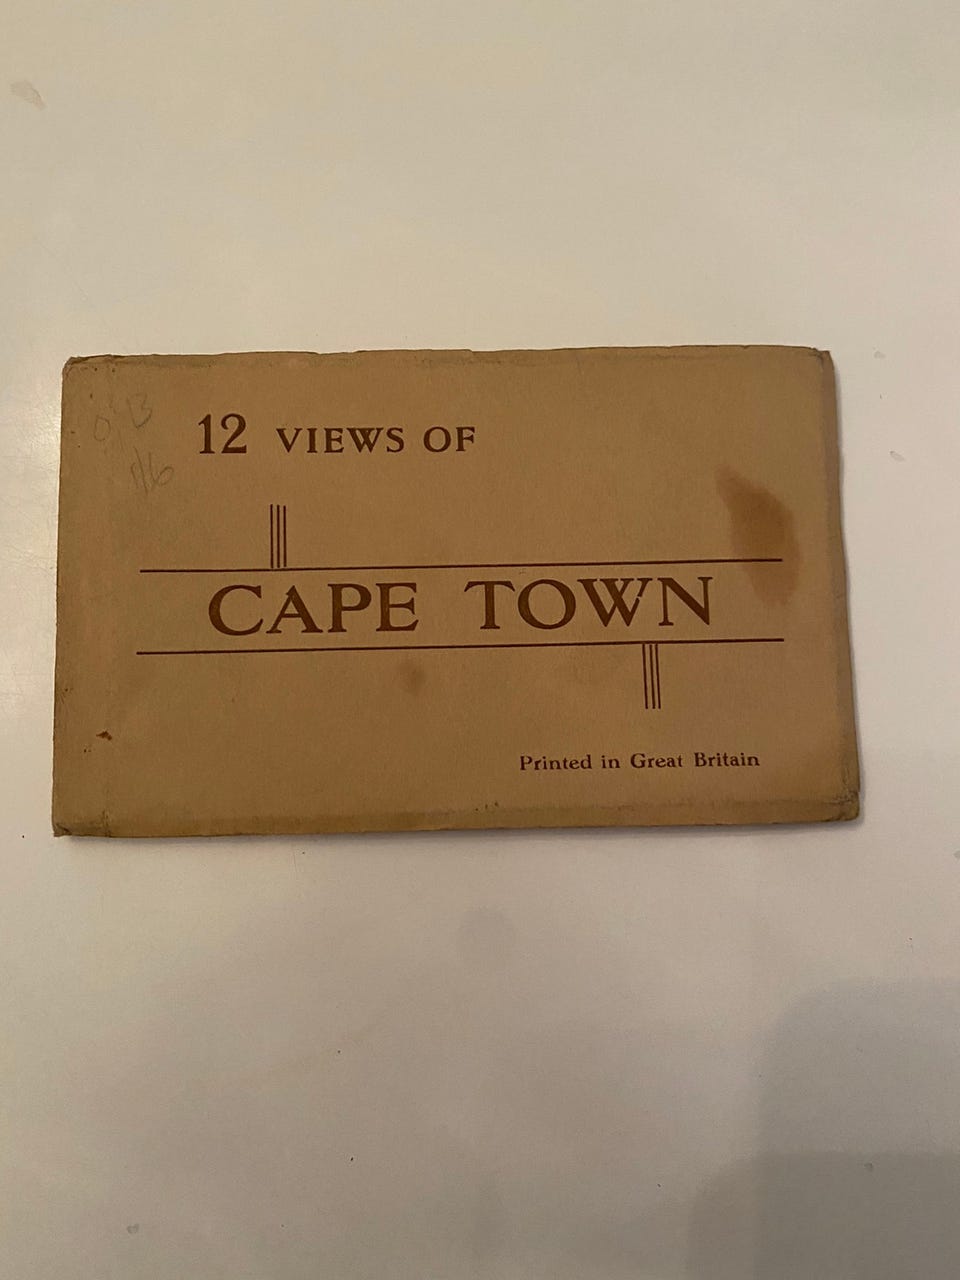 12 VIEWS OF
CAPE TOWN
Printed in Great Britain